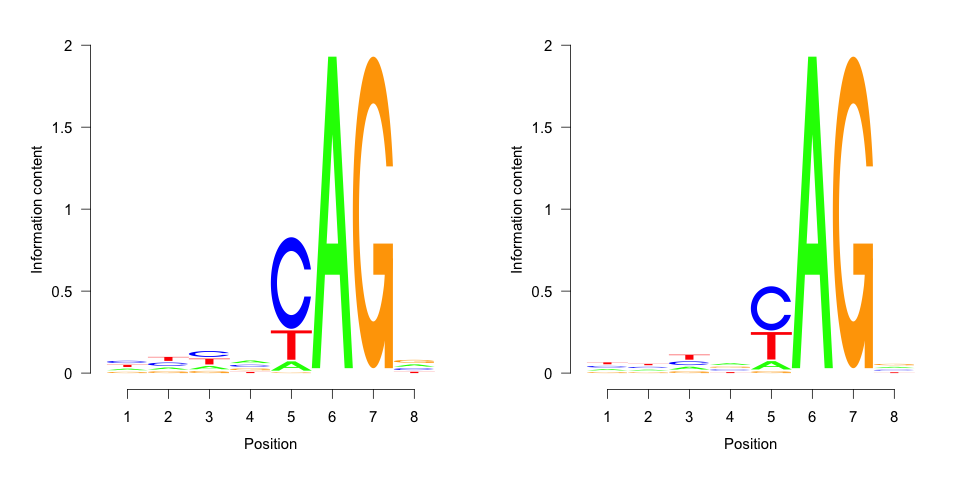 2
1.5
1
0.5
0
Information content
C
T
A
A
G
1 2 3 4 5 6 7 8
Position
2
1.5
1
0.5
0
Information content
C
T
A
A
G
1 2 3 4 5 6 7 8
Position